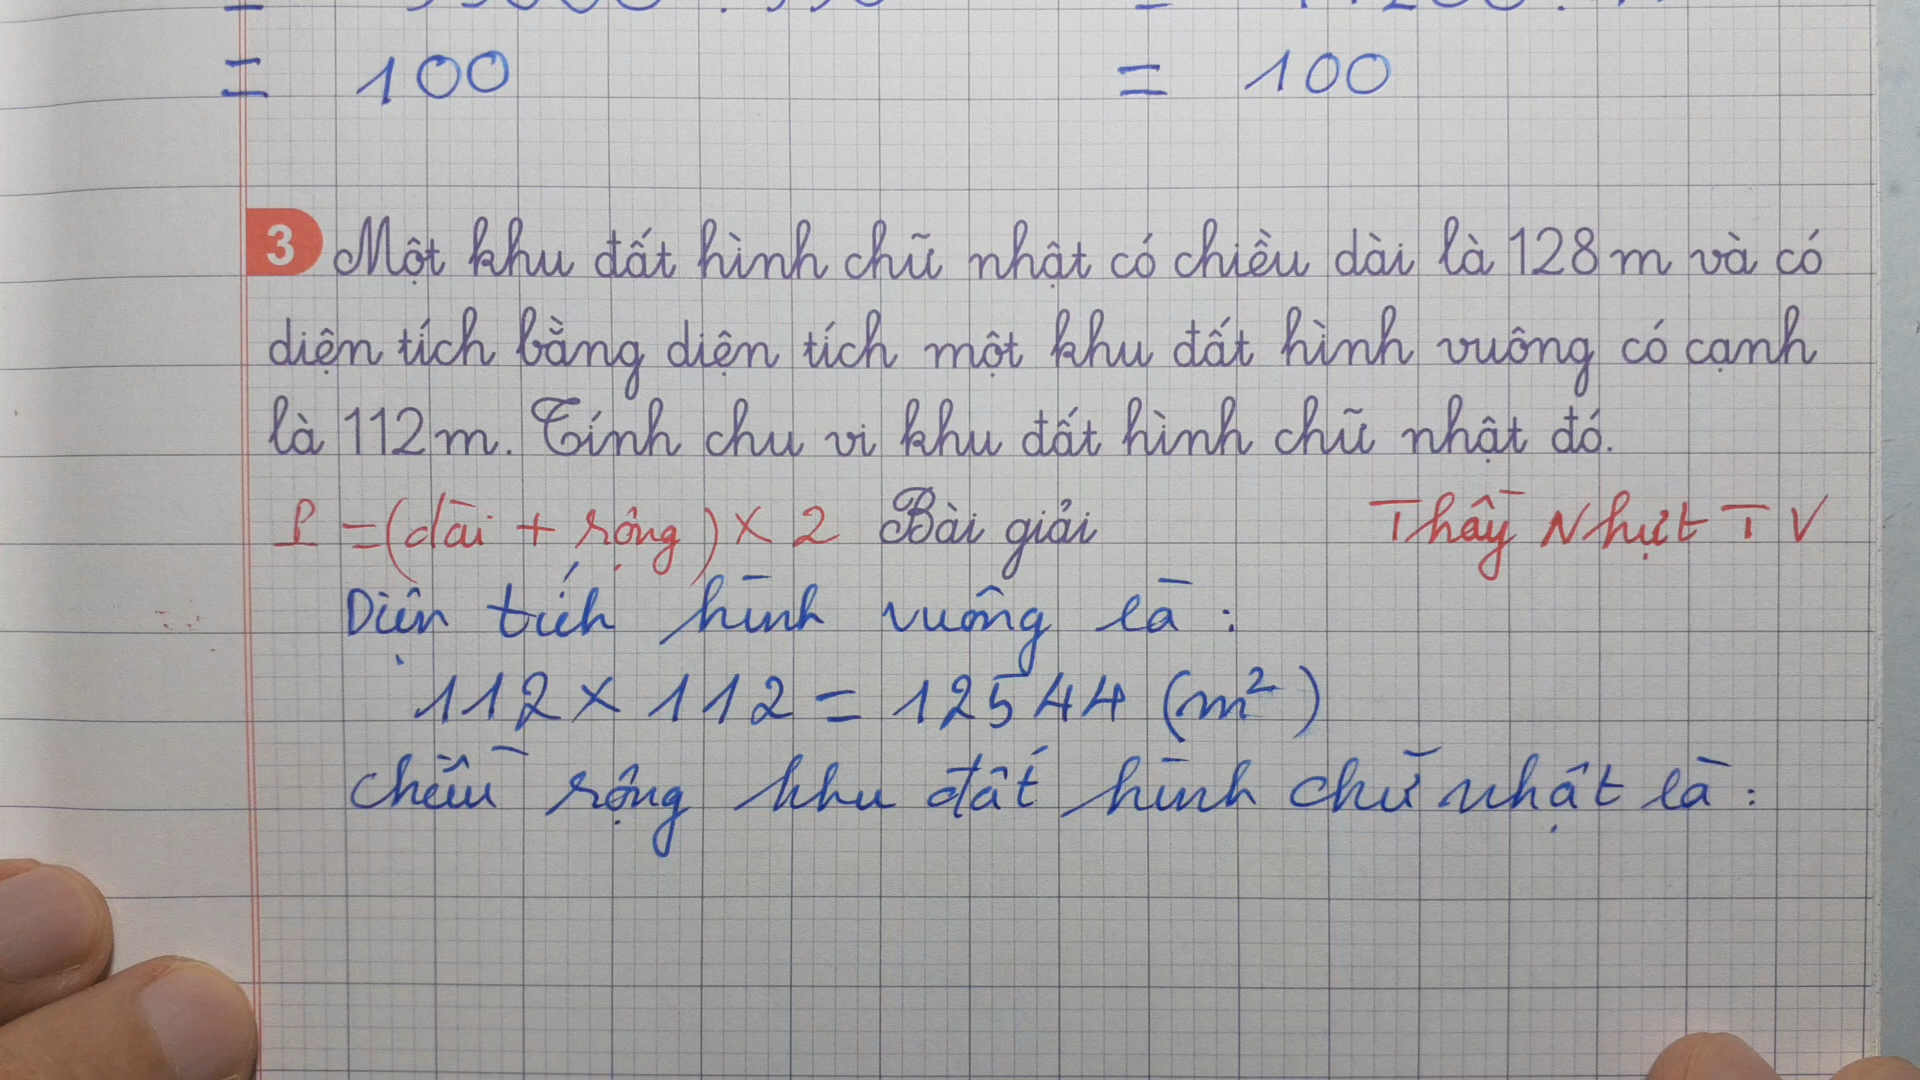 = 100 = 100
3 Một khu đất hình chữ nhật có chiều dài là 128 m và có
diện tích bằng diện tích một khu đất hình vuông có cạnh
là 112 m. Tính chu vi khu đất hình chữ nhật đó.
P = (dài + rộng) × 2 Bài giải Thầy Nhựt TV
Diện tích hình vuông là :
112 × 112 = 12544 (m²)
chiều rộng khu đất hình chữ nhật là :